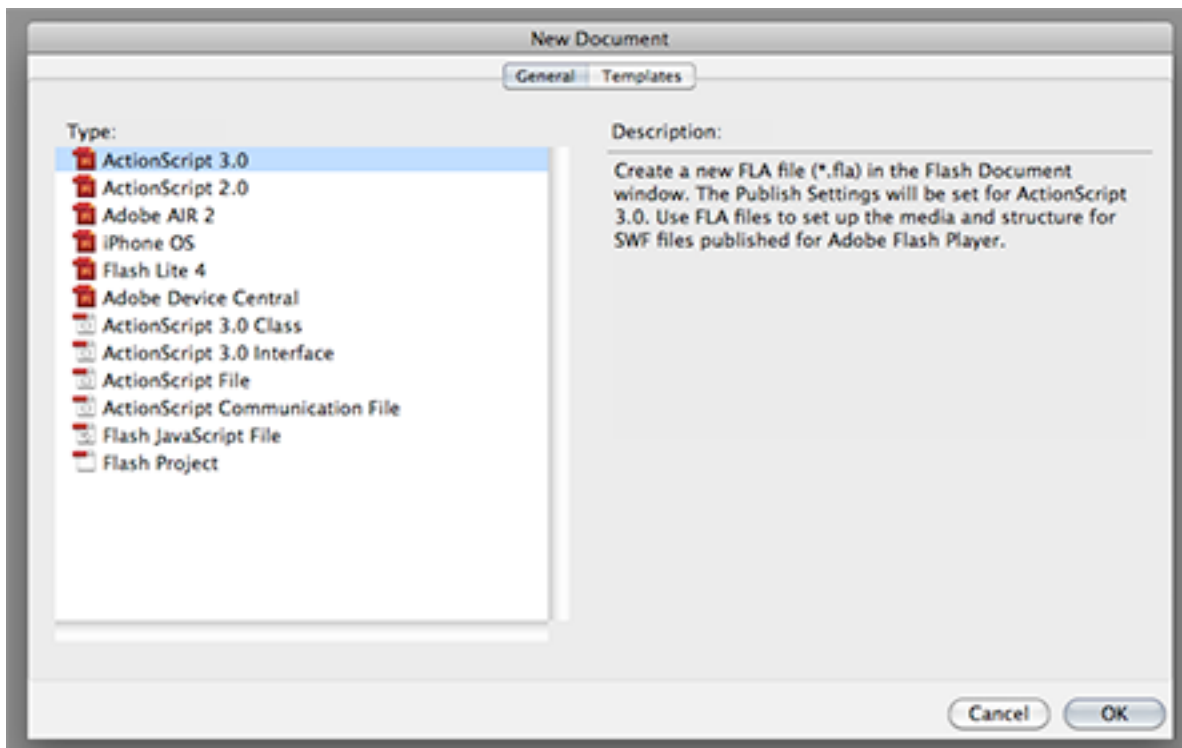 New Document
General Templates
Type:
ActionScript 3.0
ActionScript 2.0
Adobe AIR 2
iPhone OS
Flash Lite 4
Adobe Device Central
ActionScript 3.0 Class
ActionScript 3.0 Interface
ActionScript File
ActionScript Communication File
Flash JavaScript File
Flash Project
Description:
Create a new FLA file (*.fla) in the Flash Document
window. The Publish Settings will be set for ActionScript
3.0. Use FLA files to set up the media and structure for
SWF files published for Adobe Flash Player.
Cancel OK